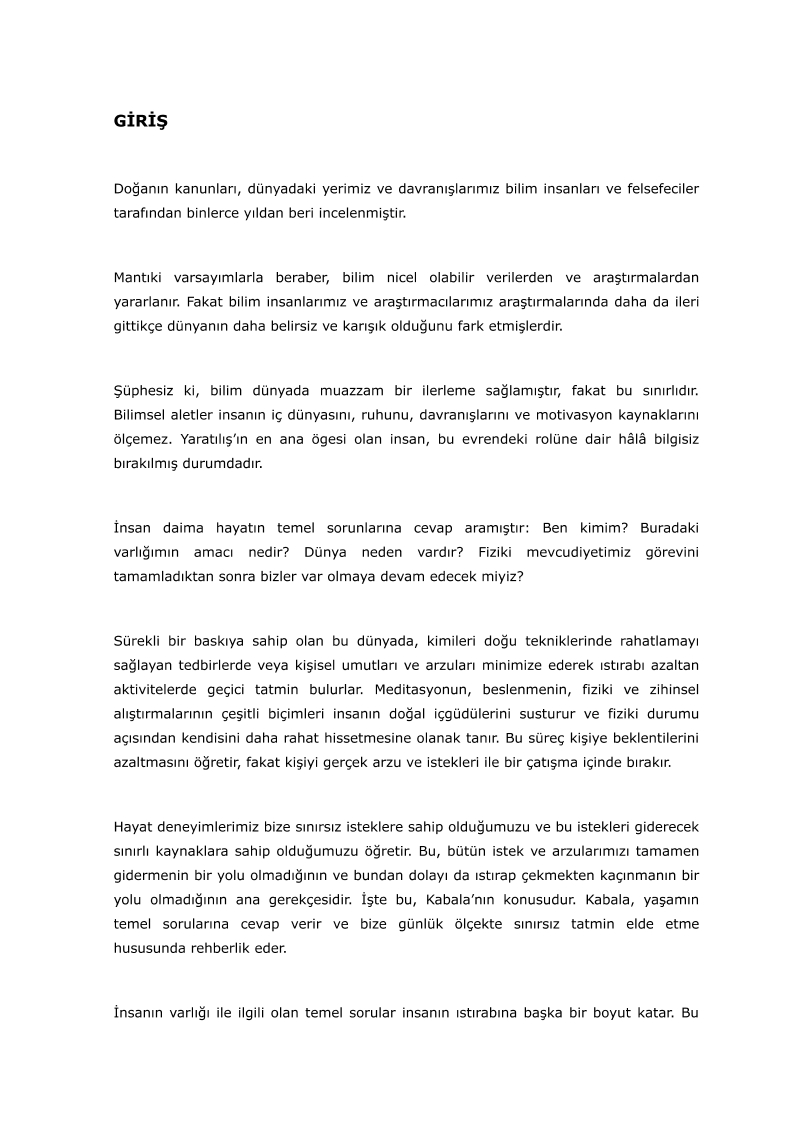 GİRİŞ
Doğanın kanunları, dünyadaki yerimiz ve davranışlarımız bilim insanları ve felsefeciler
tarafından binlerce yıldan beri incelenmiştir.
Mantıki varsayımlarla beraber, bilim nicel olabilir verilerden ve araştırmalardan
yararlanır. Fakat bilim insanlarımız ve araştırmacılarımız araştırmalarında daha da ileri
gittikçe dünyanın daha belirsiz ve karışık olduğunu fark etmişlerdir.
Şüphesiz ki, bilim dünyada muazzam bir ilerleme sağlamıştır, fakat bu sınırlıdır.
Bilimsel aletler insanın iç dünyasını, ruhunu, davranışlarını ve motivasyon kaynaklarını
ölçemez. Yaratılış’ın en ana ögesi olan insan, bu evrendeki rolüne dair hâlâ bilgisiz
bırakılmış durumdadır.
İnsan daima hayatın temel sorunlarına cevap aramıştır: Ben kimim? Buradaki
varlığımın amacı nedir? Dünya neden vardır? Fiziki mevcudiyetimiz görevini
tamamladıktan sonra bizler var olmaya devam edecek miyiz?
Sürekli bir baskıya sahip olan bu dünyada, kimileri doğu tekniklerinde rahatlamayı
sağlayan tedbirlerde veya kişisel umutları ve arzuları minimize ederek ıstırabı azaltan
aktivitelerde geçici tatmin bulurlar. Meditasyonun, beslenmenin, fiziki ve zihinsel
alıştırmalarının çeşitli biçimleri insanın doğal içgüdülerini susturur ve fiziki durumu
açısından kendisini daha rahat hissetmesine olanak tanır. Bu süreç kişiye beklentilerini
azaltmasını öğretir, fakat kişiyi gerçek arzu ve istekleri ile bir çatışma içinde bırakır.
Hayat deneyimlerimiz bize sınırsız isteklere sahip olduğumuzu ve bu istekleri giderecek
sınırlı kaynaklara sahip olduğumuzu öğretir. Bu, bütün istek ve arzularımızı tamamen
gidermenin bir yolu olmadığının ve bundan dolayı da ıstırap çekmekten kaçınmanın bir
yolu olmadığının ana gerekçesidir. İşte bu, Kabala’nın konusudur. Kabala, yaşamın
temel sorularına cevap verir ve bize günlük ölçekte sınırsız tatmin elde etme
hususunda rehberlik eder.
İnsanın varlığı ile ilgili olan temel sorular insanın ıstırabına başka bir boyut katar. Bu